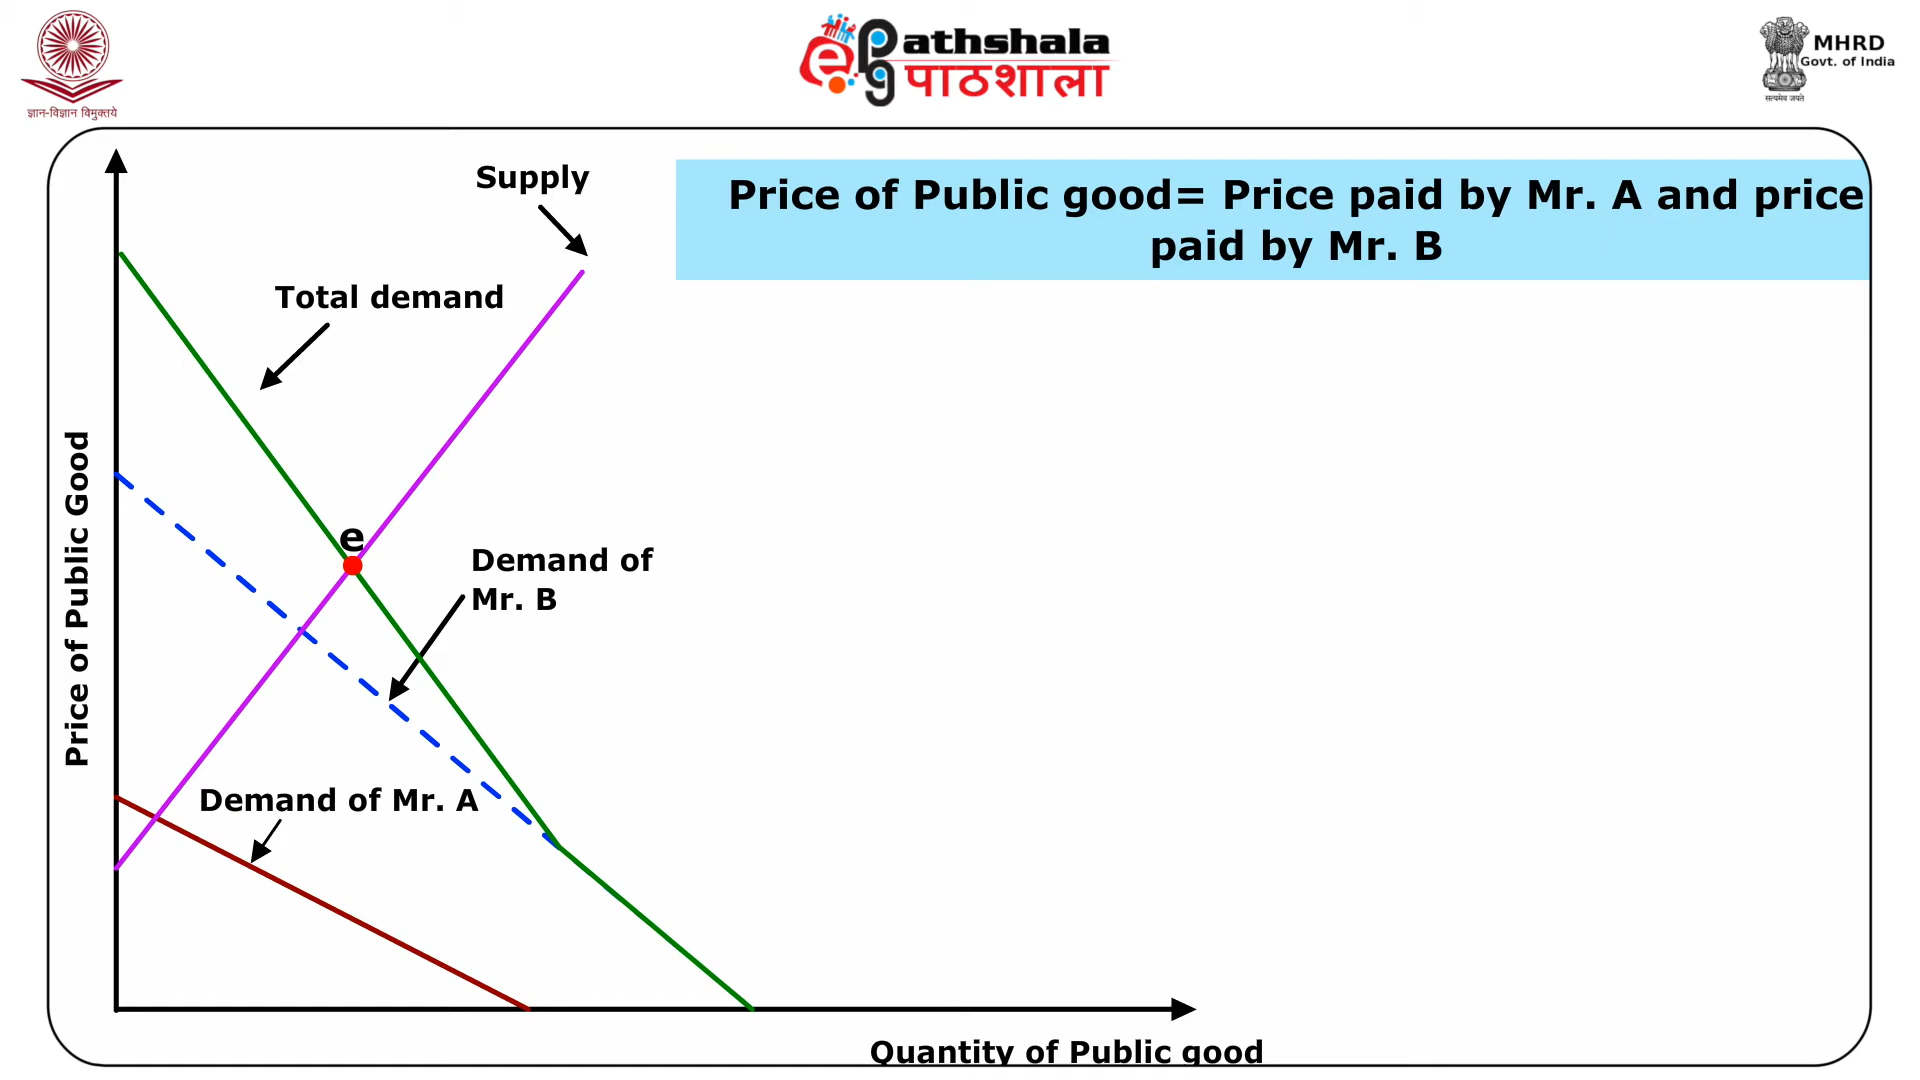 ज्ञान-विज्ञान विमुक्तये
e
pg
athshala
पाठशाला
MHRD
Govt. of India
सत्यमेव जयते
Supply
Price of Public good= Price paid by Mr. A and price
paid by Mr. B
Total demand
e
Demand of
Mr. B
Demand of Mr. A
Price of Public Good
Quantity of Public good